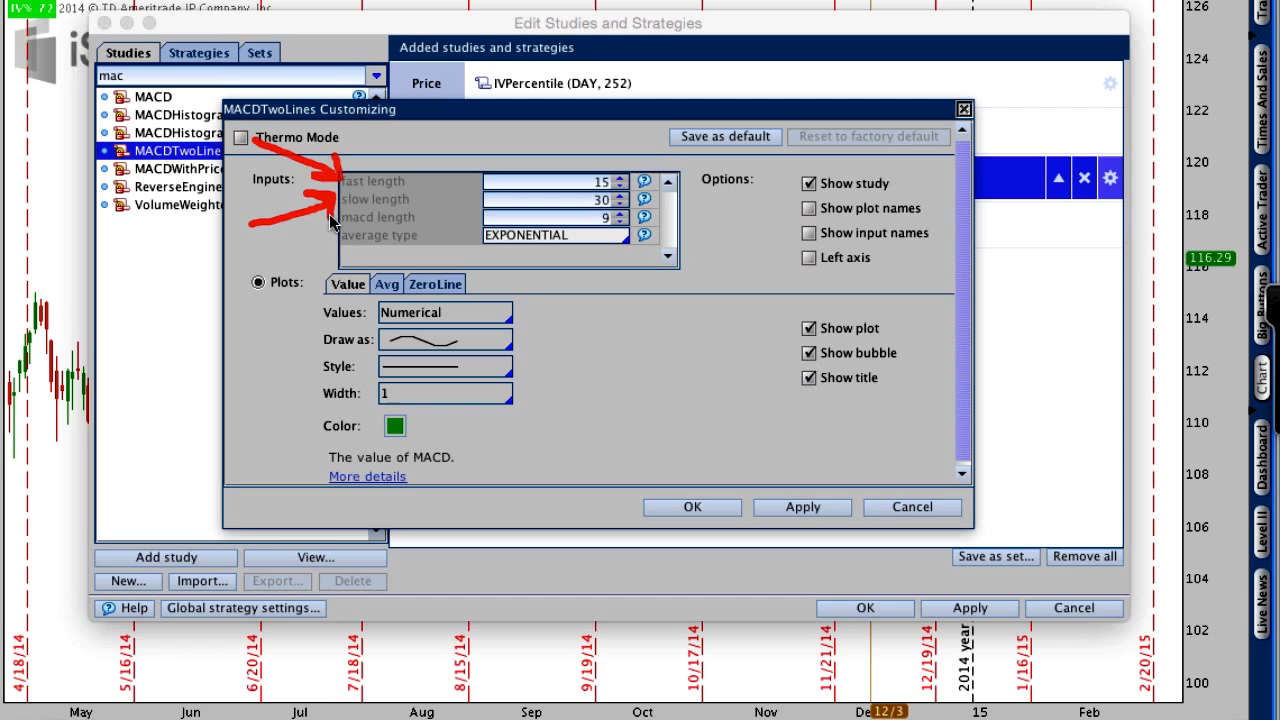 IV% 72 2014 © TD Ameritrade IP Company, Inc.
Edit Studies and Strategies
Studies Strategies Sets
Added studies and strategies
mac
Price IVPercentile (DAY, 252)
MACD
MACDHistogra
MACDHistogra
MACDTwoLine
MACDWithPric
ReverseEngine
VolumeWeight
MACDTwoLines Customizing
Thermo Mode
Save as default
Reset to factory default
Inputs:
fast length 15
slow length 30
macd length 9
average type EXPONENTIAL
Options:
Show study
Show plot names
Show input names
Left axis
Plots:
Value Avg ZeroLine
Values: Numerical
Draw as:
Style:
Width: 1
Color:
Show plot
Show bubble
Show title
The value of MACD.
More details
OK Apply Cancel
Add study View...
New... Import... Export... Delete
Save as set... Remove all
Help Global strategy settings...
OK Apply Cancel
126
124
122
120
118
116.29
114
112
110
108
106
104
102
100
4/18/14
5/16/14
6/20/14
7/18/14
8/15/14
9/19/14
10/17/14
11/21/14
12/19/14
2014 year
1/16/15
2/20/15
May Jun Jul Aug Sep Oct Nov De 12/3 15 Feb
Tra
Times And Sales
Active Trader
Big Buttons
Chart
Dashboard
Level II
Live News